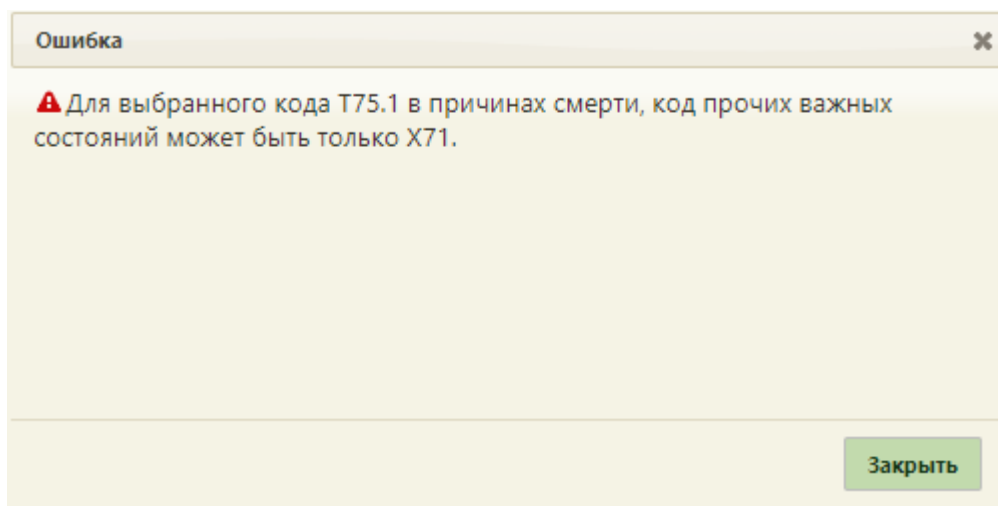 Ошибка
Для выбранного кода T75.1 в причинах смерти, код прочих важных
состояний может быть только X71.
Закрыть